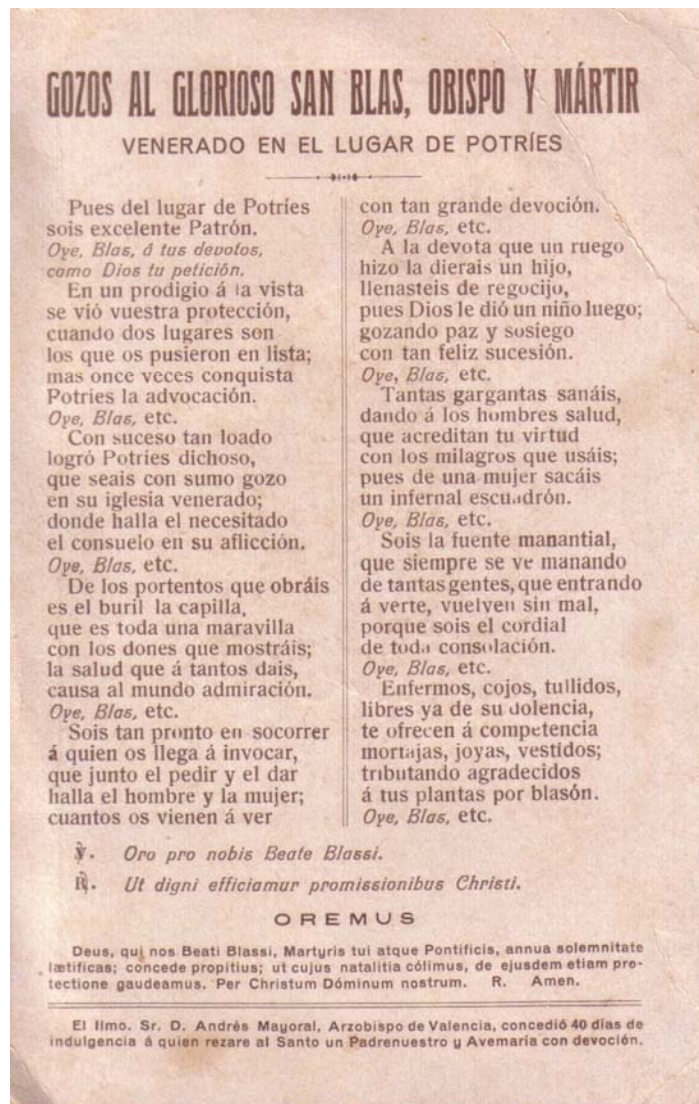 GOZOS AL GLORIOSO SAN BLAS, OBISPO Y MÁRTIR
VENERADO EN EL LUGAR DE POTRÍES
Pues del lugar de Potríes
sois excelente Patrón.
Oye, Blas, á tus devotos,
como Dios tu petición.
En un prodigio á la vista
se vió vuestra protección,
cuando dos lugares son
los que os pusieron en lista;
mas once veces conquista
Potríes la advocación.
Oye, Blas, etc.
Con suceso tan loado
logró Potries dichoso,
que seais con sumo gozo
en su iglesia venerado;
donde halla el necesitado
el consuelo en su aflicción.
Oye, Blas, etc.
De los portentos que obráis
es el buril la capilla,
que es toda una maravilla
con los dones que mostráis;
la salud que á tantos dais,
causa al mundo admiración.
Oye, Blas, etc.
Sois tan pronto en socorrer
á quien os llega á invocar,
que junto el pedir y el dar
halla el hombre y la mujer;
cuantos os vienen á ver
con tan grande devoción.
Oye, Blas, etc.
A la devota que un ruego
hizo la dierais un hijo,
llenasteis de regocijo,
pues Dios le dió un niño luego;
gozando paz y sosiego
con tan feliz sucesión.
Oye, Blas, etc.
Tantas gargantas sanáis,
dando á los hombres salud,
que acreditan tu virtud
con los milagros que usáis;
pues de una mujer sacáis
un infernal escuadrón.
Oye, Blas, etc.
Sois la fuente manantial,
que siempre se ve manando
de tantas gentes, que entrando
á verte, vuelven sin mal,
porque sois el cordial
de toda consolación.
Oye, Blas, etc.
Enfermos, cojos, tullidos,
libres ya de su dolencia,
te ofrecen á competencia
mortajas, joyas, vestidos;
tributando agradecidos
á tus plantas por blasón.
Oye, Blas, etc.
℣. Oro pro nobis Beate Blassi.
℟. Ut digni efficiamur promissionibus Christi.
OREMUS
Deus, qui nos Beati Blassi, Martyris tui atque Pontificis, annua solemnitate
lætificas; concede propitius; ut cujus natalitia cólimus, de ejusdem etiam pro-
tectione gaudeamus. Per Christum Dóminum nostrum. R. Amen.
El Ilmo. Sr. D. Andrés Mayoral, Arzobispo de Valencia, concedió 40 días de
indulgencia á quien rezare al Santo un Padrenuestro y Avemaria con devoción.